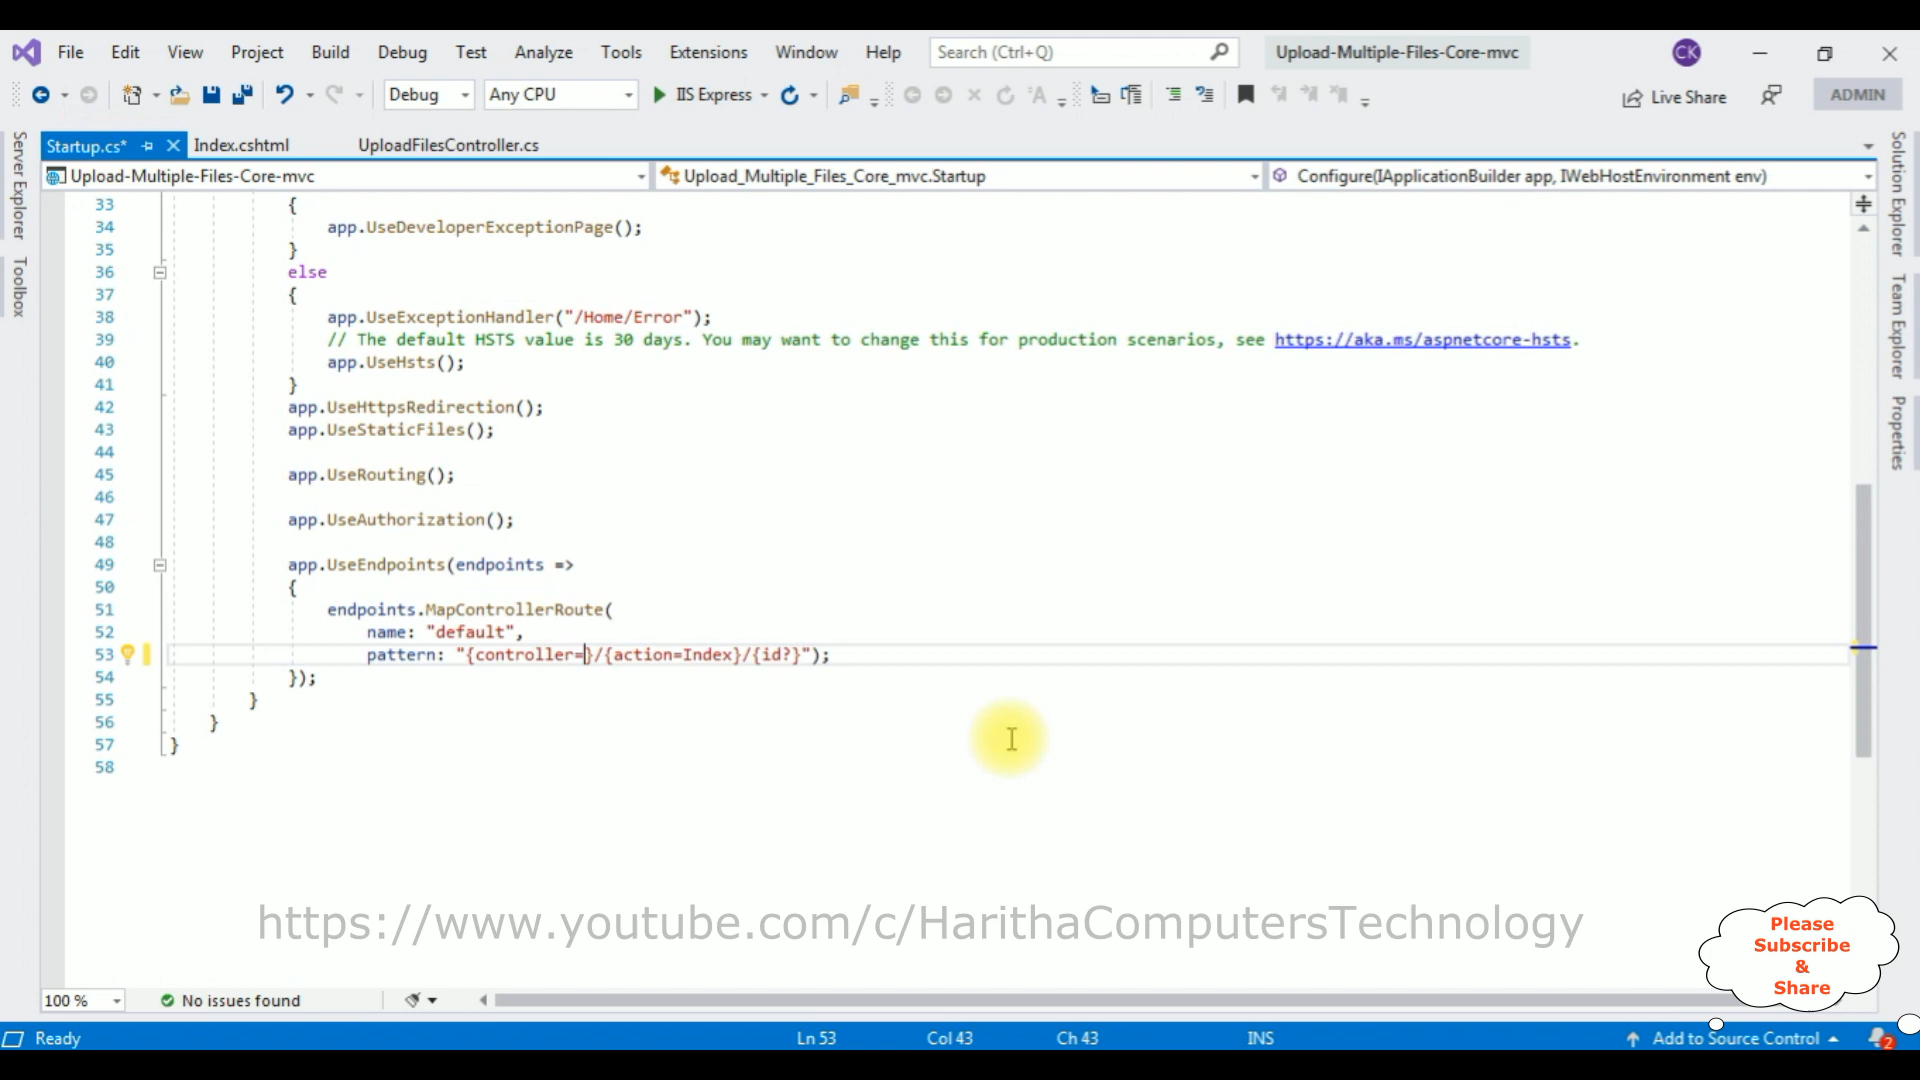 File Edit View Project Build Debug Test Analyze Tools Extensions Window Help Search (Ctrl+Q) Upload-Multiple-Files-Core-mvc CK
Debug Any CPU IIS Express Live Share ADMIN
Startup.cs* Index.cshtml UploadFilesController.cs
Upload-Multiple-Files-Core-mvc Upload_Multiple_Files_Core_mvc.Startup Configure(IApplicationBuilder app, IWebHostEnvironment env)
Server Explorer
Toolbox
Solution Explorer
Team Explorer
Properties
33 {
34 app.UseDeveloperExceptionPage();
35 }
36 else
37 {
38 app.UseExceptionHandler("/Home/Error");
39 // The default HSTS value is 30 days. You may want to change this for production scenarios, see https://aka.ms/aspnetcore-hsts.
40 app.UseHsts();
41 }
42 app.UseHttpsRedirection();
43 app.UseStaticFiles();
44
45 app.UseRouting();
46
47 app.UseAuthorization();
48
49 app.UseEndpoints(endpoints =>
50 {
51 endpoints.MapControllerRoute(
52 name: "default",
53 pattern: "{controller=}/{action=Index}/{id?}");
54 });
55 }
56 }
57 }
58
https://www.youtube.com/c/HarithaComputersTechnology
Please
Subscribe
&
Share
100 % No issues found
Ready Ln 53 Col 43 Ch 43 INS Add to Source Control 2